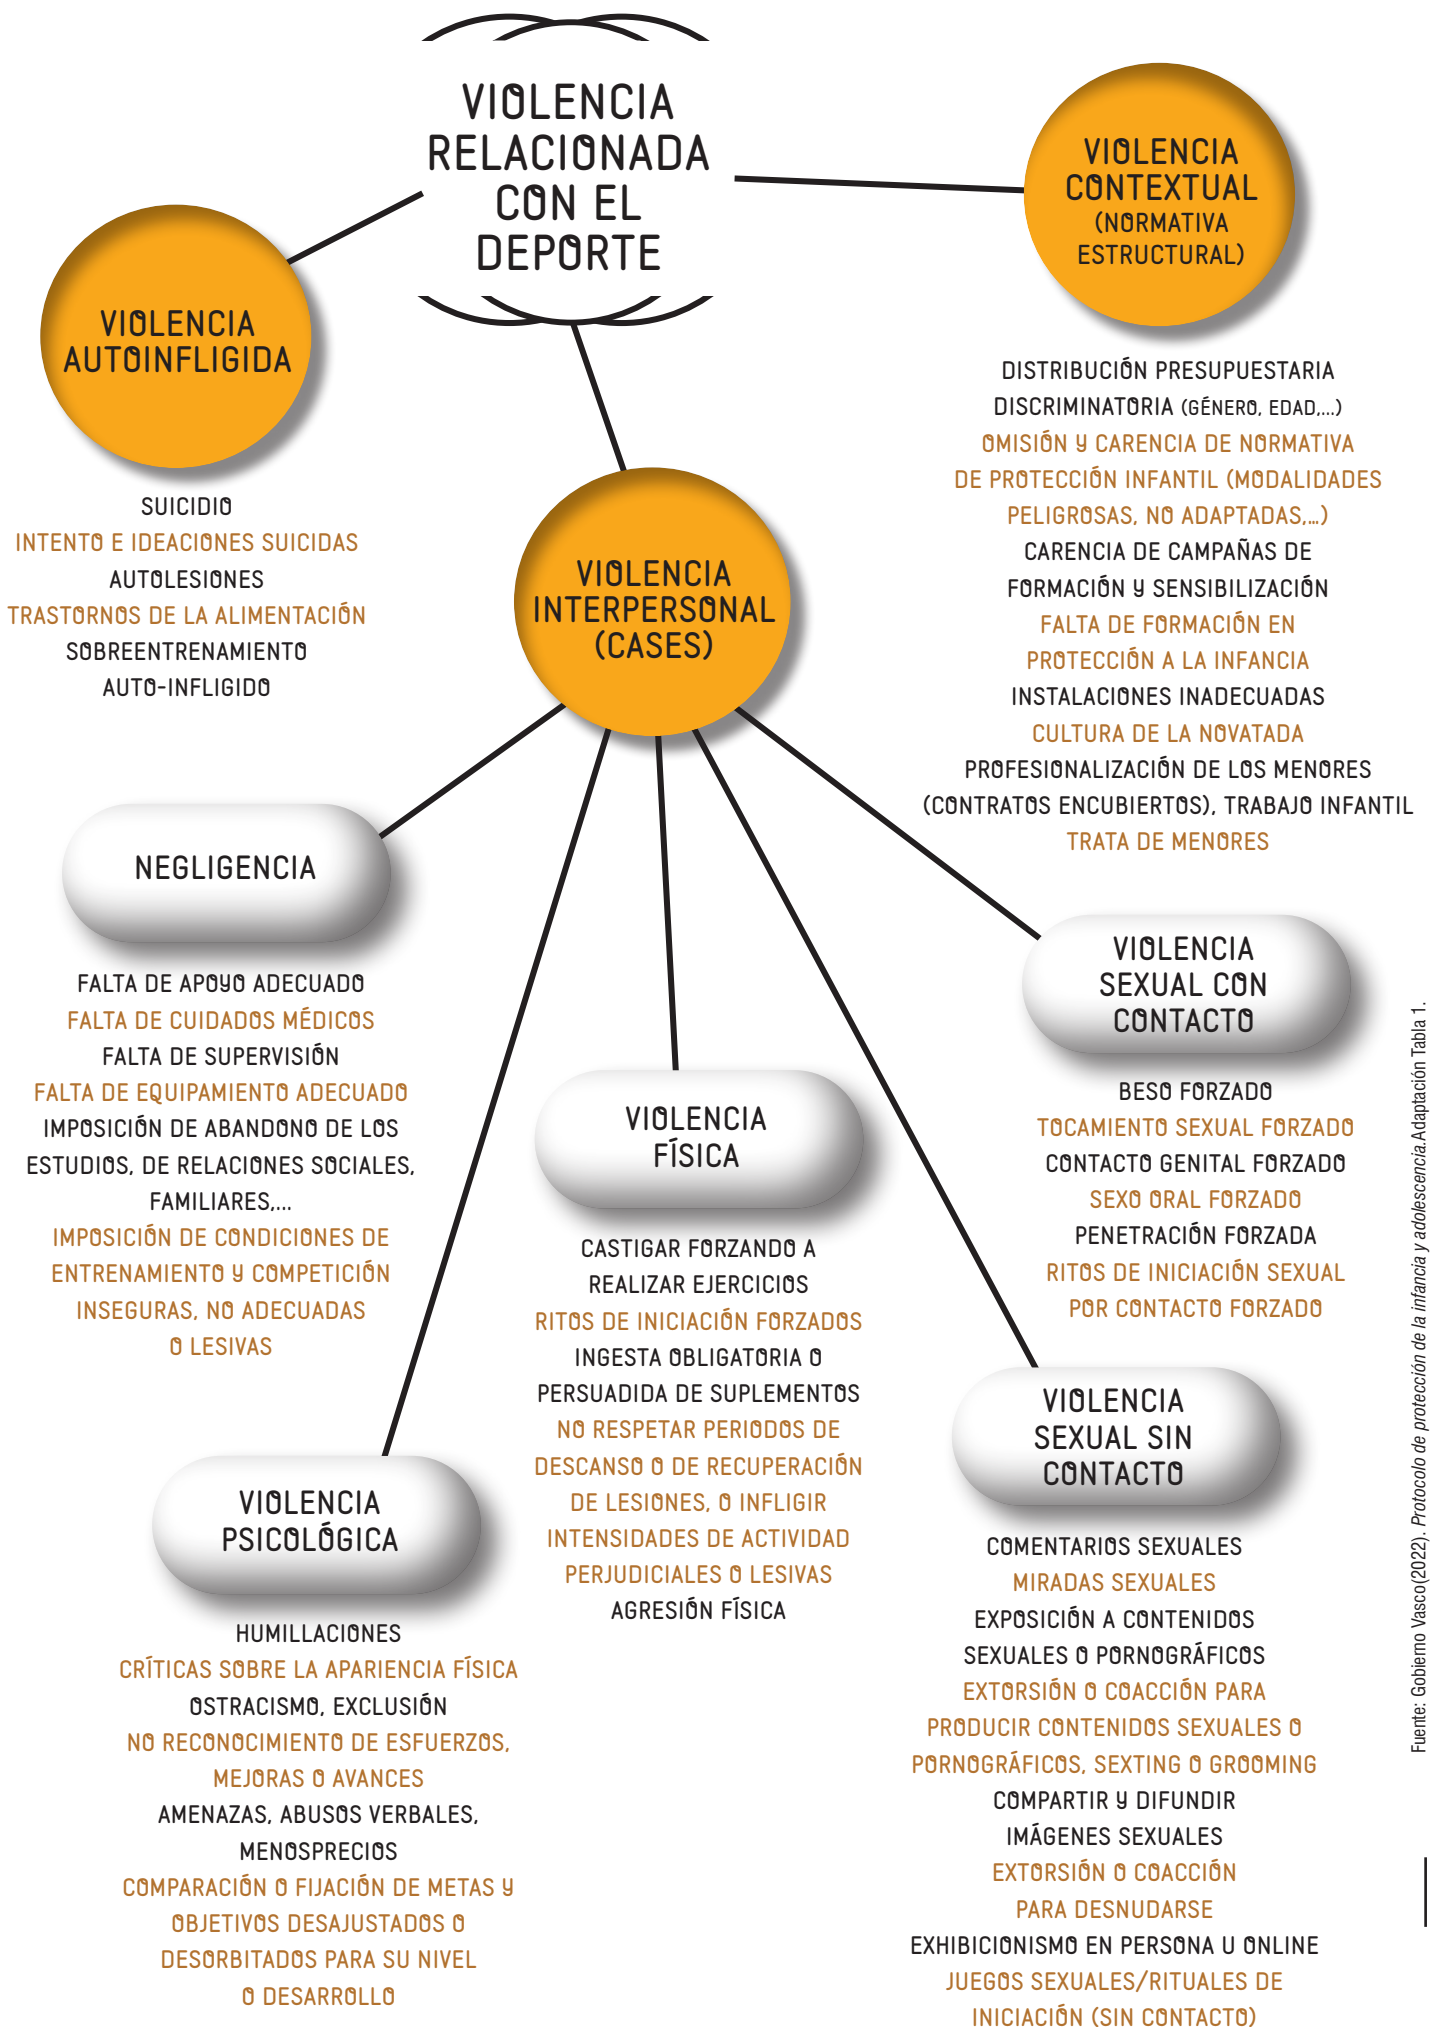 VIOLENCIA
RELACIONADA
CON EL
DEPORTE
VIOLENCIA
AUTOINFLIGIDA
SUICIDIO
INTENTO E IDEACIONES SUICIDAS
AUTOLESIONES
TRASTORNOS DE LA ALIMENTACIÓN
SOBREENTRENAMIENTO
AUTO-INFLIGIDO
VIOLENCIA
CONTEXTUAL
(NORMATIVA
ESTRUCTURAL)
DISTRIBUCIÓN PRESUPUESTARIA
DISCRIMINATORIA (GÉNERO, EDAD,...)
OMISIÓN Y CARENCIA DE NORMATIVA
DE PROTECCIÓN INFANTIL (MODALIDADES
PELIGROSAS, NO ADAPTADAS,...)
CARENCIA DE CAMPAÑAS DE
FORMACIÓN Y SENSIBILIZACIÓN
FALTA DE FORMACIÓN EN
PROTECCIÓN A LA INFANCIA
INSTALACIONES INADECUADAS
CULTURA DE LA NOVATADA
PROFESIONALIZACIÓN DE LOS MENORES
(CONTRATOS ENCUBIERTOS), TRABAJO INFANTIL
TRATA DE MENORES
VIOLENCIA
INTERPERSONAL
(CASES)
NEGLIGENCIA
FALTA DE APOYO ADECUADO
FALTA DE CUIDADOS MÉDICOS
FALTA DE SUPERVISIÓN
FALTA DE EQUIPAMIENTO ADECUADO
IMPOSICIÓN DE ABANDONO DE LOS
ESTUDIOS, DE RELACIONES SOCIALES,
FAMILIARES,...
IMPOSICIÓN DE CONDICIONES DE
ENTRENAMIENTO Y COMPETICIÓN
INSEGURAS, NO ADECUADAS
O LESIVAS
VIOLENCIA
PSICOLÓGICA
HUMILLACIONES
CRÍTICAS SOBRE LA APARIENCIA FÍSICA
OSTRACISMO, EXCLUSIÓN
NO RECONOCIMIENTO DE ESFUERZOS,
MEJORAS O AVANCES
AMENAZAS, ABUSOS VERBALES,
MENOSPRECIOS
COMPARACIÓN O FIJACIÓN DE METAS Y
OBJETIVOS DESAJUSTADOS O
DESORBITADOS PARA SU NIVEL
O DESARROLLO
VIOLENCIA
FÍSICA
CASTIGAR FORZANDO A
REALIZAR EJERCICIOS
RITOS DE INICIACIÓN FORZADOS
INGESTA OBLIGATORIA O
PERSUADIDA DE SUPLEMENTOS
NO RESPETAR PERIODOS DE
DESCANSO O DE RECUPERACIÓN
DE LESIONES, O INFLIGIR
INTENSIDADES DE ACTIVIDAD
PERJUDICIALES O LESIVAS
AGRESIÓN FÍSICA
VIOLENCIA
SEXUAL CON
CONTACTO
BESO FORZADO
TOCAMIENTO SEXUAL FORZADO
CONTACTO GENITAL FORZADO
SEXO ORAL FORZADO
PENETRACIÓN FORZADA
RITOS DE INICIACIÓN SEXUAL
POR CONTACTO FORZADO
VIOLENCIA
SEXUAL SIN
CONTACTO
COMENTARIOS SEXUALES
MIRADAS SEXUALES
EXPOSICIÓN A CONTENIDOS
SEXUALES O PORNOGRÁFICOS
EXTORSIÓN O COACCIÓN PARA
PRODUCIR CONTENIDOS SEXUALES O
PORNOGRÁFICOS, SEXTING O GROOMING
COMPARTIR Y DIFUNDIR
IMÁGENES SEXUALES
EXTORSIÓN O COACCIÓN
PARA DESNUDARSE
EXHIBICIONISMO EN PERSONA U ONLINE
JUEGOS SEXUALES/RITUALES DE
INICIACIÓN (SIN CONTACTO)
Fuente: Gobierno Vasco(2022). Protocolo de protección de la infancia y adolescencia.Adaptación Tabla 1.